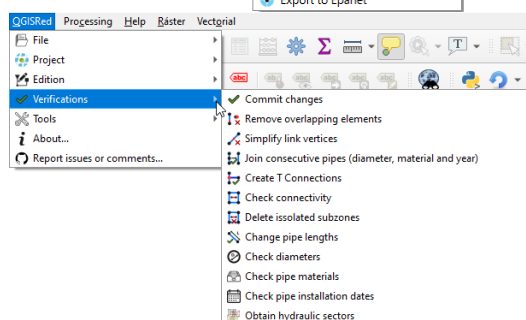 Export to Epanet
QGISRed Processing Help Ráster Vectorial
File
Project
Edition
Verifications
Tools
About...
Report issues or comments...
abc
Commit changes
Remove overlapping elements
Simplify link vertices
Join consecutive pipes (diameter, material and year)
Create T Connections
Check connectivity
Delete issolated subzones
Change pipe lengths
Check diameters
Check pipe materials
Check pipe installation dates
Obtain hydraulic sectors